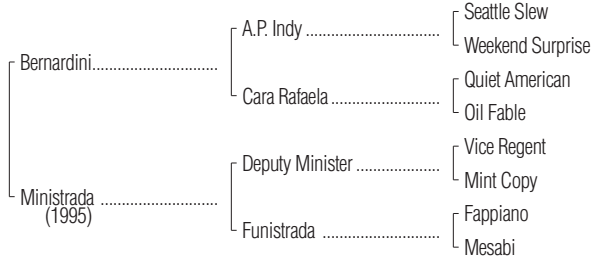 Seattle Slew
A.P. Indy ..............................
Weekend Surprise
Bernardini............................
Quiet American
Cara Rafaela.........................
Oil Fable
Vice Regent
Deputy Minister ...................
Mint Copy
Ministrada ..........................
(1995)
Fappiano
Funistrada ..........................
Mesabi